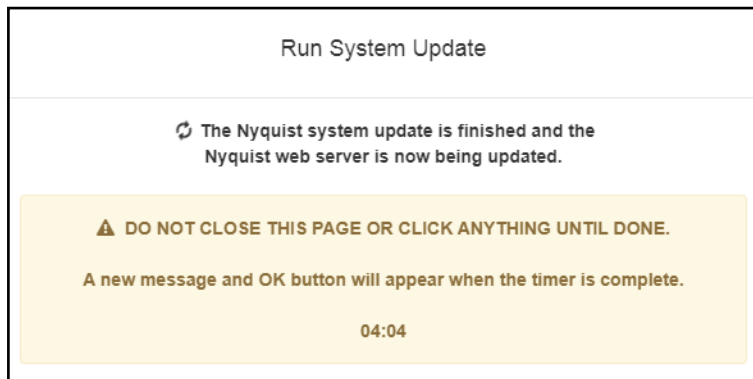 Run System Update
The Nyquist system update is finished and the
Nyquist web server is now being updated.
DO NOT CLOSE THIS PAGE OR CLICK ANYTHING UNTIL DONE.
A new message and OK button will appear when the timer is complete.
04:04